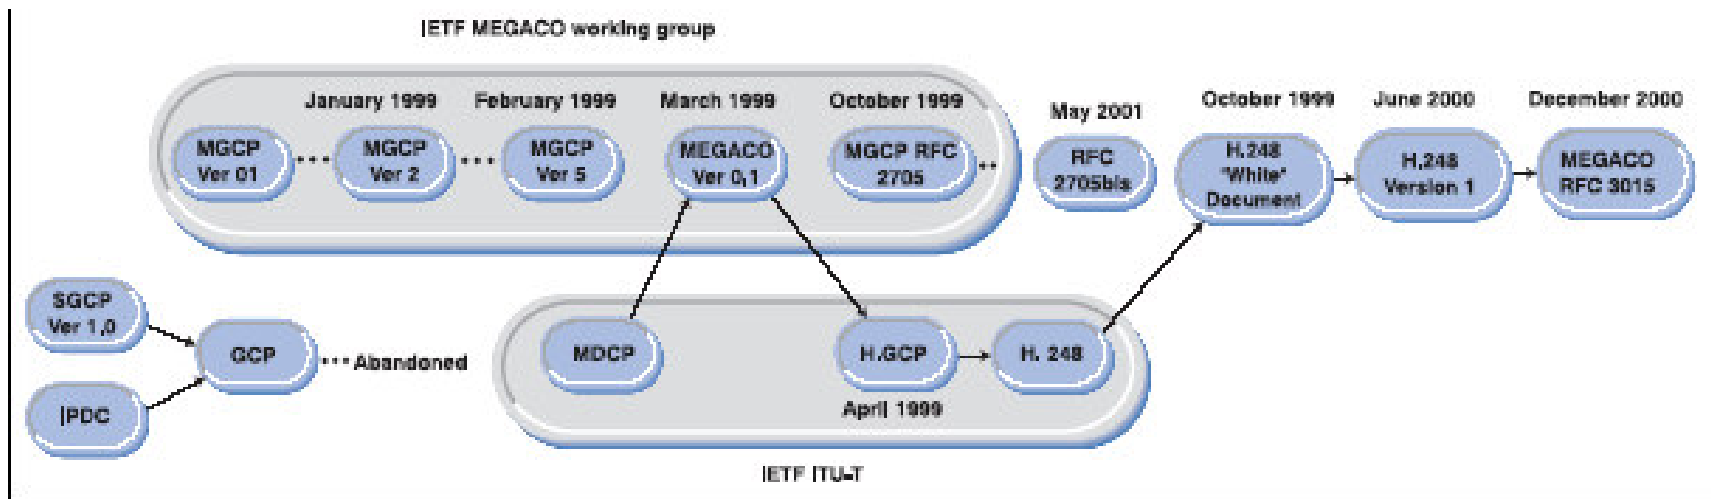 IETF MEGACO working group
January 1999
February 1999
March 1999
October 1999
May 2001
October 1999
June 2000
December 2000
MGCP
Ver 01
MGCP
Ver 2
MGCP
Ver 5
MEGACO
Ver 0,1
MGCP RFC
2705
RFC
2705bis
H.248
"White"
Document
H,248
Version 1
MEGACO
RFC 3015
SGCP
Ver 1.0
GCP
Abandoned
IPDC
MDCP
H.GCP
H. 248
April 1999
IETF ITU-T